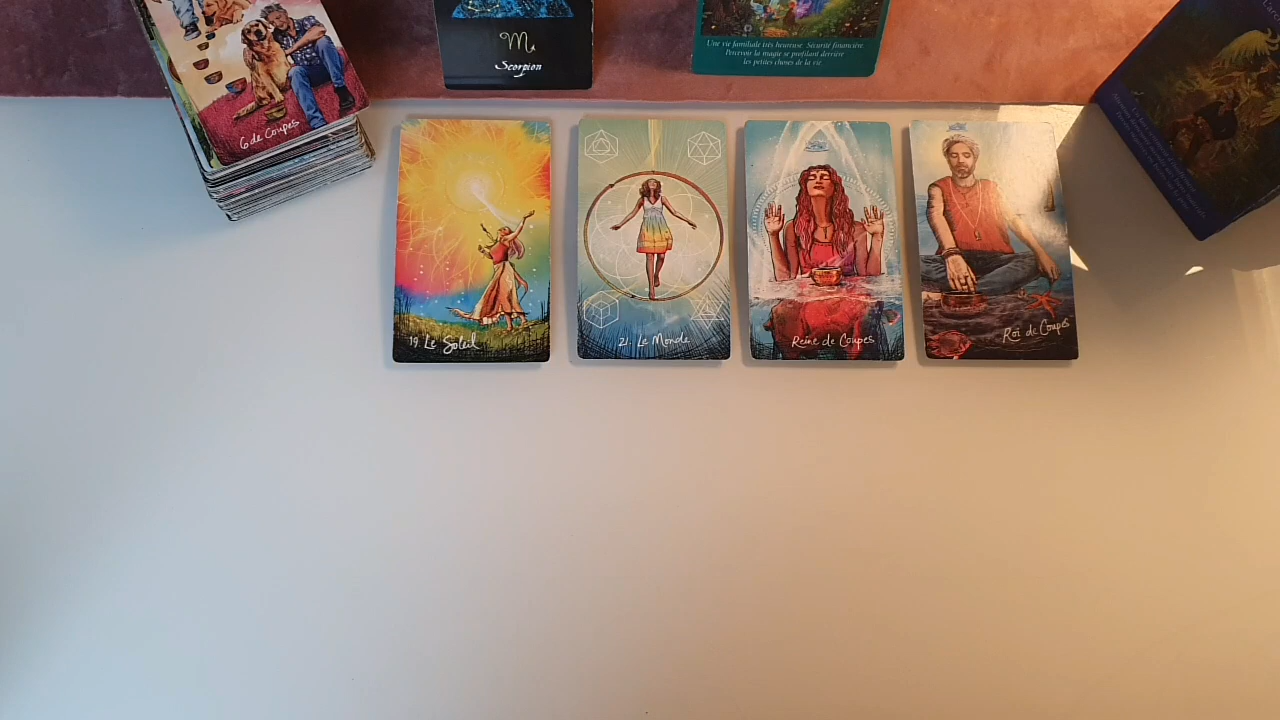 6 de Coupes
Scorpion
Une vie familiale très heureuse. Sécurité financière.
Percevoir la magie se profilant derrière
les petites choses de la vie.
19. Le Soleil
21. Le Monde
Reine de Coupes
Roi de Coupes